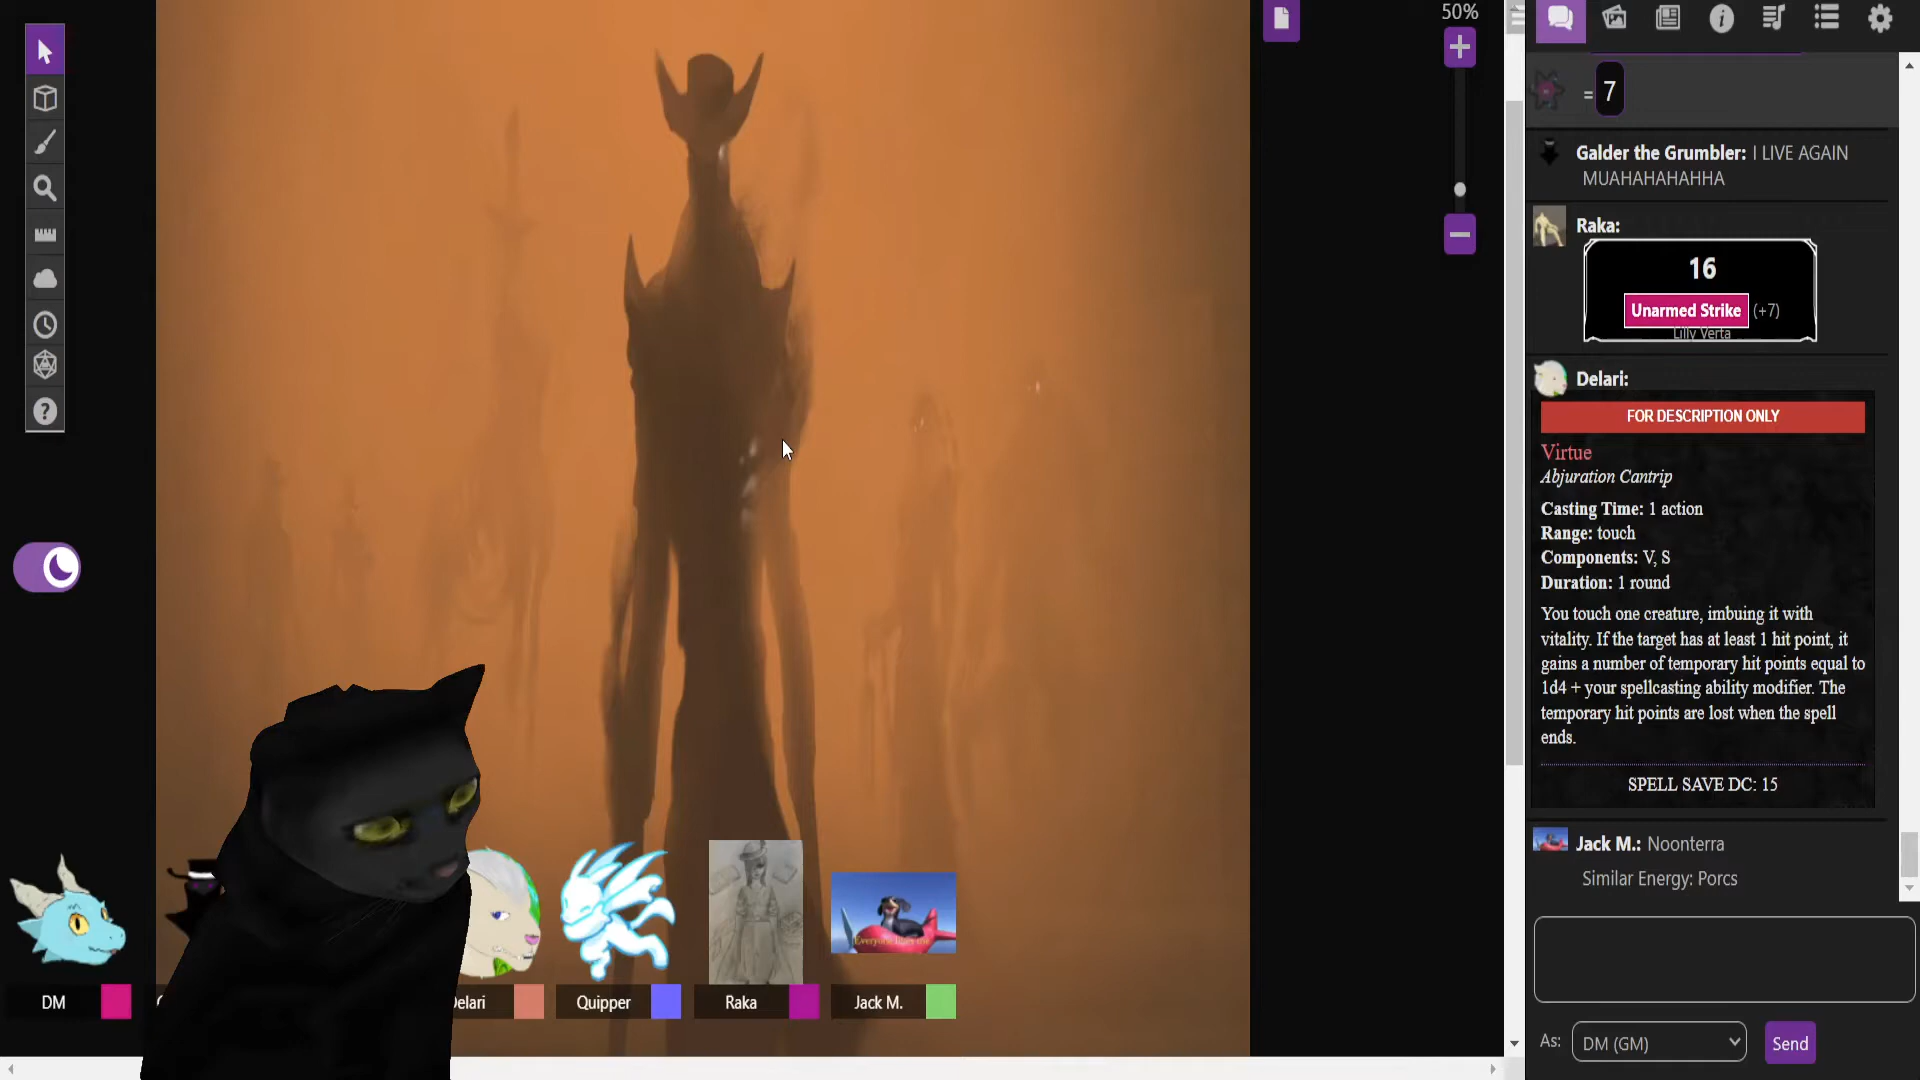 50%
= 7
Galder the Grumbler: I LIVE AGAIN
MUAHAHAHAHHA
Raka:
16
Unarmed Strike (+7)
Lilly Verta
Delari:
FOR DESCRIPTION ONLY
Virtue
Abjuration Cantrip
Casting Time: 1 action
Range: touch
Components: V, S
Duration: 1 round
You touch one creature, imbuing it with
vitality. If the target has at least 1 hit point, it
gains a number of temporary hit points equal to
1d4 + your spellcasting ability modifier. The
temporary hit points are lost when the spell
ends.
SPELL SAVE DC: 15
Jack M.: Noonterra
Similar Energy: Porcs
As: DM (GM) Send
DM
Delari
Quipper
Raka
Jack M.